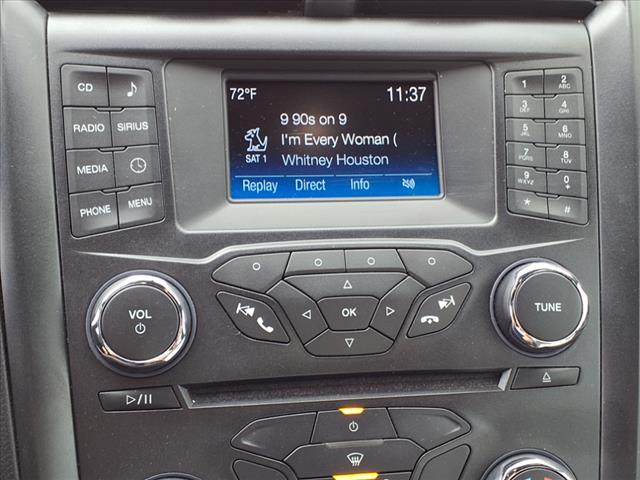 72°F 11:37
9 90s on 9
I'm Every Woman (
SAT 1 Whitney Houston
Replay Direct Info
CD
RADIO SIRIUS
MEDIA
PHONE MENU
1 2 ABC
3 DEF 4 GHI
5 JKL 6 MNO
7 PQR 8 TUV
9 WXY 0 +
* #
VOL
OK
TUNE